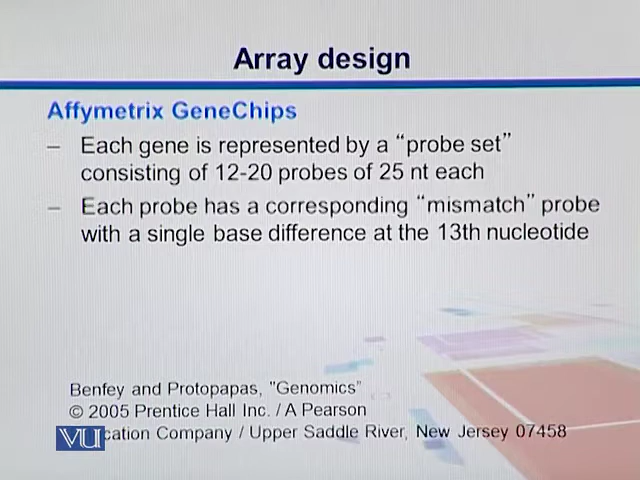 Array design
Affymetrix GeneChips
– Each gene is represented by a “probe set”
consisting of 12-20 probes of 25 nt each
– Each probe has a corresponding “mismatch” probe
with a single base difference at the 13th nucleotide
Benfey and Protopapas, "Genomics”
© 2005 Prentice Hall Inc. / A Pearson
VU cation Company / Upper Saddle River, New Jersey 07458